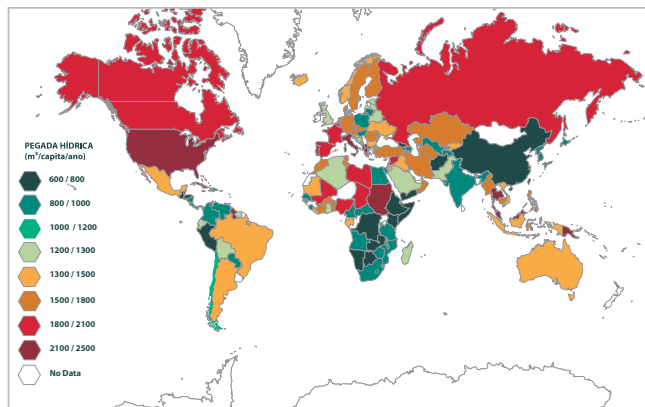 PEGADA HÍDRICA
(m³/capita/ano)
600 / 800
800 / 1000
1000 / 1200
1200 / 1300
1300 / 1500
1500 / 1800
1800 / 2100
2100 / 2500
No Data